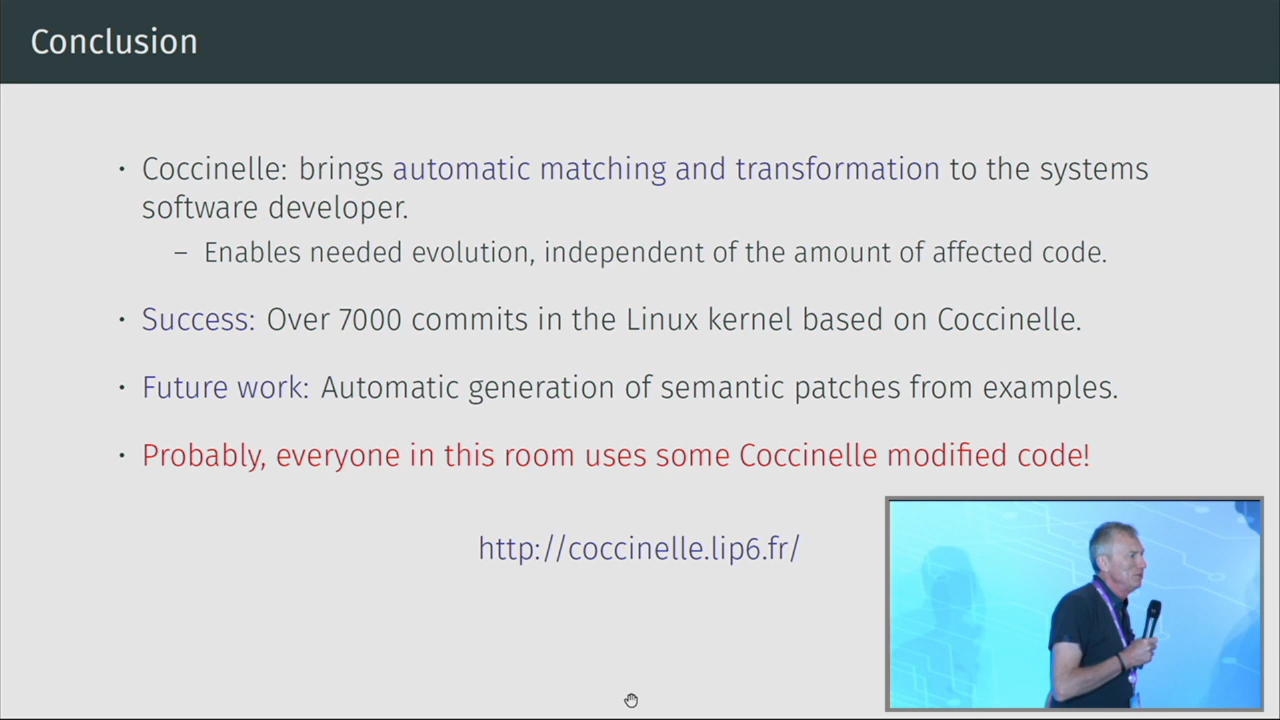 Conclusion
• Coccinelle: brings automatic matching and transformation to the systems
software developer.
– Enables needed evolution, independent of the amount of affected code.
• Success: Over 7000 commits in the Linux kernel based on Coccinelle.
• Future work: Automatic generation of semantic patches from examples.
• Probably, everyone in this room uses some Coccinelle modified code!
http://coccinelle.lip6.fr/